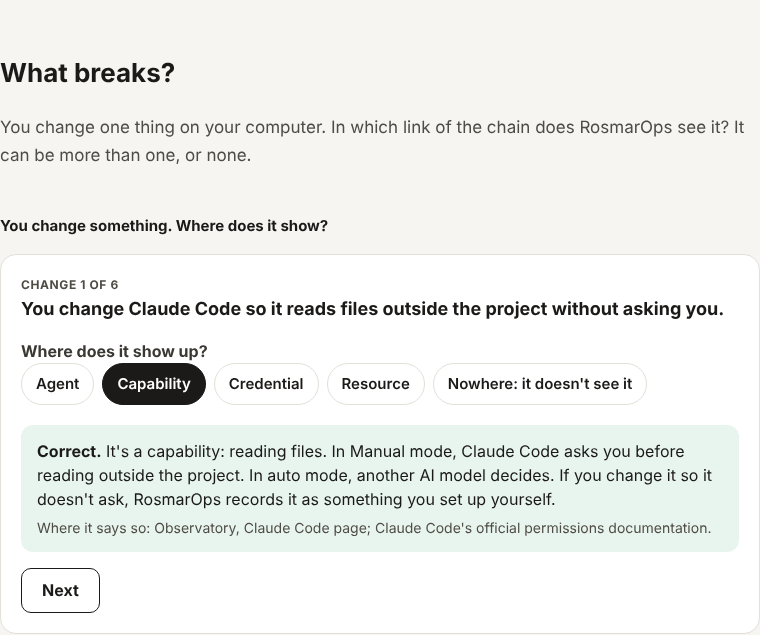 What breaks?
You change one thing on your computer. In which link of the chain does RosmarOps see it? It
can be more than one, or none.
You change something. Where does it show?
CHANGE 1 OF 6
You change Claude Code so it reads files outside the project without asking you.
Where does it show up?
Agent Capability Credential Resource Nowhere: it doesn't see it
Correct. It's a capability: reading files. In Manual mode, Claude Code asks you before
reading outside the project. In auto mode, another AI model decides. If you change it so it
doesn't ask, RosmarOps records it as something you set up yourself.
Where it says so: Observatory, Claude Code page; Claude Code's official permissions documentation.
Next